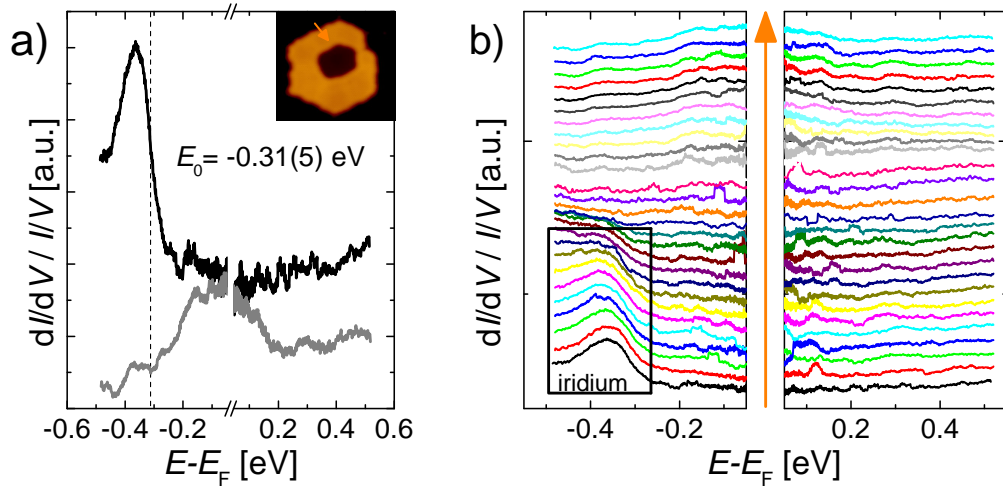 a)
E0= -0.31(5) eV
dI/dV / I/V [a.u.]
-0.6 -0.4 -0.2 0.2 0.4 0.6
E-EF [eV]
b)
dI/dV / I/V [a.u.]
iridium
-0.4 -0.2 0.2 0.4
E-EF [eV]